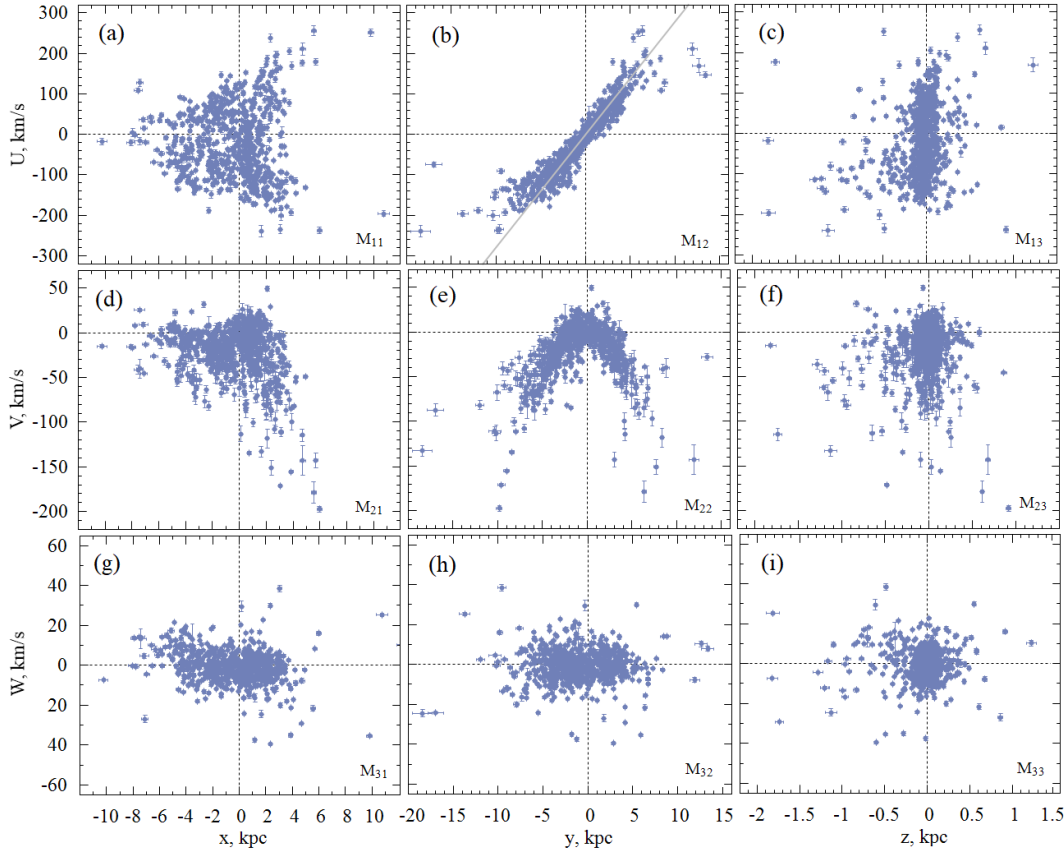 (a) (b) (c)
300
200
100
0
-100
-200
-300
U, km/s
M11 M12 M13
(d) (e) (f)
50
0
-50
-100
-150
-200
V, km/s
M21 M22 M23
(g) (h) (i)
60
40
20
0
20
40
60
W, km/s
M31 M32 M33
-10 -8 -6 -4 -2 0 2 4 6 8 10
-20 -15 -10 -5 0 5 10 15
-2 -1.5 -1 -0.5 0 0.5 1 1.5
x, kpc y, kpc z, kpc